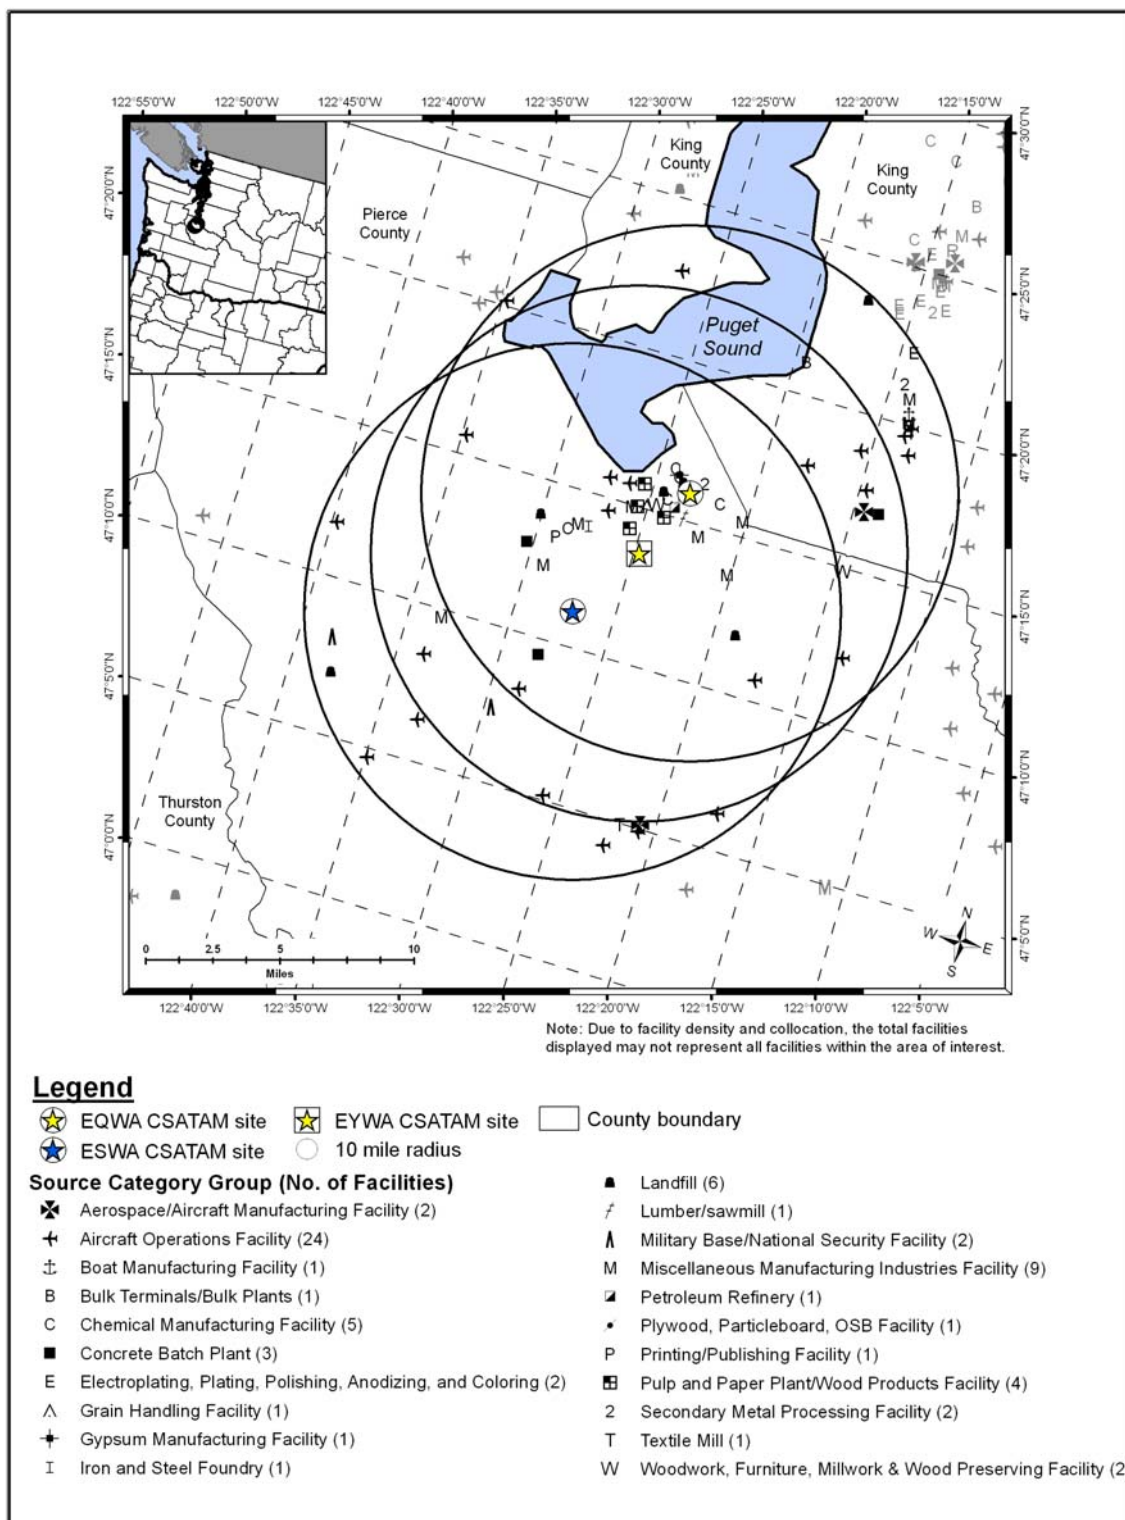 122°55'0"W 122°50'0"W 122°45'0"W 122°40'0"W 122°35'0"W 122°30'0"W 122°25'0"W 122°20'0"W 122°15'0"W
47°20'0"N
47°15'0"N
47°10'0"N
47°5'0"N
47°0'0"N
47°30'0"N
47°25'0"N
47°20'0"N
47°15'0"N
47°10'0"N
47°5'0"N
King
County
King
County
Pierce
County
Puget
Sound
Thurston
County
C
C
B
C
M
R
E
E
E
E
2
E
B
E
2
M
C
2
C
W
C
M
M
M
P
C
M
I
M
M
W
T
M
N
W
E
S
0 2.5 5 10
Miles
122°40'0"W 122°35'0"W 122°30'0"W 122°25'0"W 122°20'0"W 122°15'0"W 122°10'0"W 122°5'0"W
Note: Due to facility density and collocation, the total facilities
displayed may not represent all facilities within the area of interest.
Legend
EQWA CSATAM site
EYWA CSATAM site
County boundary
ESWA CSATAM site
10 mile radius
Source Category Group (No. of Facilities)
Aerospace/Aircraft Manufacturing Facility (2)
Aircraft Operations Facility (24)
Boat Manufacturing Facility (1)
B Bulk Terminals/Bulk Plants (1)
C Chemical Manufacturing Facility (5)
Concrete Batch Plant (3)
E Electroplating, Plating, Polishing, Anodizing, and Coloring (2)
Grain Handling Facility (1)
Gypsum Manufacturing Facility (1)
I Iron and Steel Foundry (1)
Landfill (6)
Lumber/sawmill (1)
Military Base/National Security Facility (2)
M Miscellaneous Manufacturing Industries Facility (9)
Petroleum Refinery (1)
Plywood, Particleboard, OSB Facility (1)
P Printing/Publishing Facility (1)
Pulp and Paper Plant/Wood Products Facility (4)
2 Secondary Metal Processing Facility (2)
T Textile Mill (1)
W Woodwork, Furniture, Millwork & Wood Preserving Facility (2